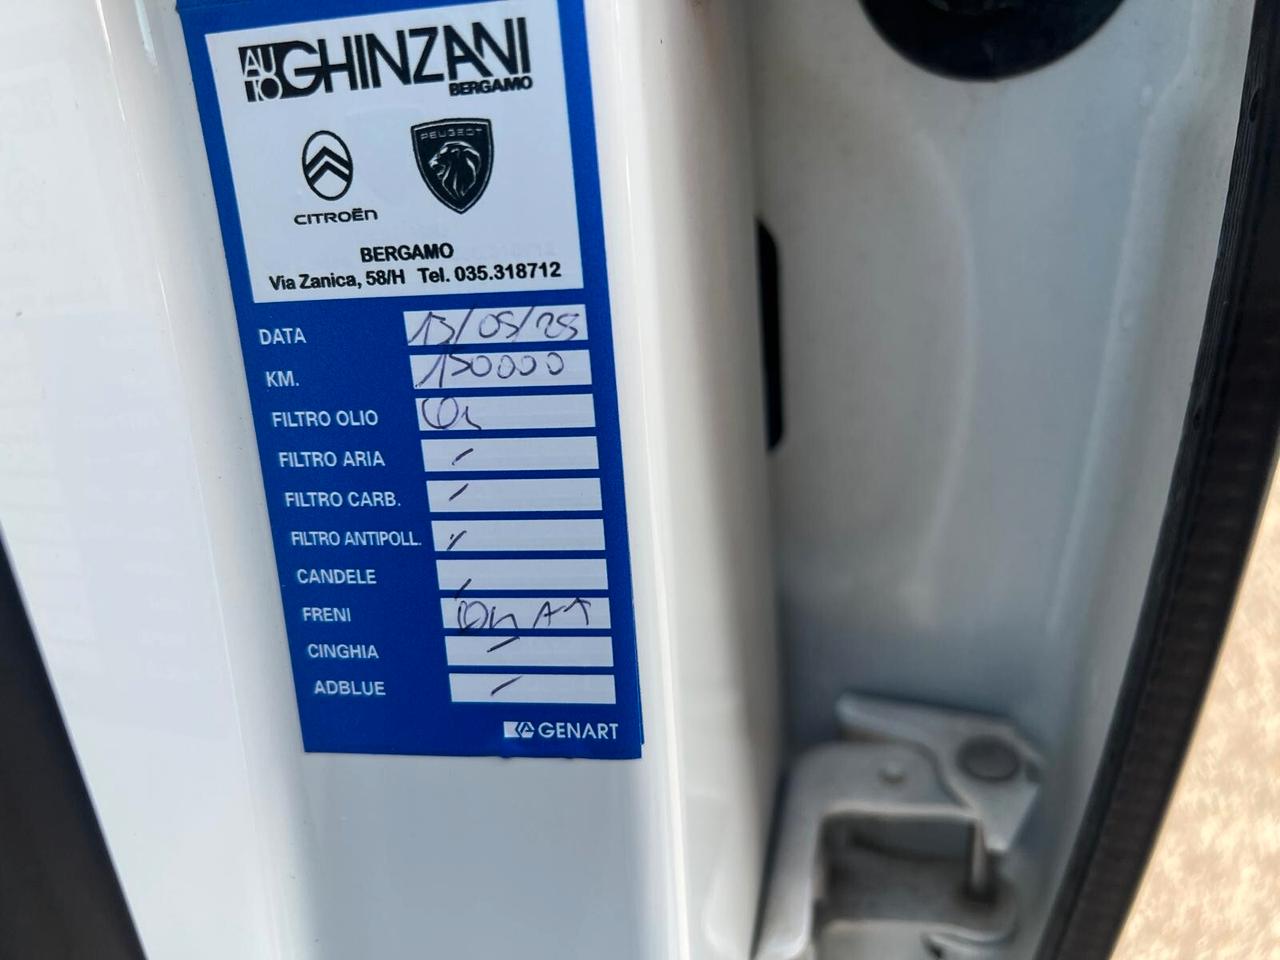 AUTO GHINZANI
BERGAMO
PEUGEOT
CITROËN
BERGAMO
Via Zanica, 58/H Tel. 035.318712
DATA 13/05/25
KM. 150000
FILTRO OLIO
FILTRO ARIA /
FILTRO CARB. /
FILTRO ANTIPOLL. /
CANDELE /
FRENI
CINGHIA /
ADBLUE /
GENART